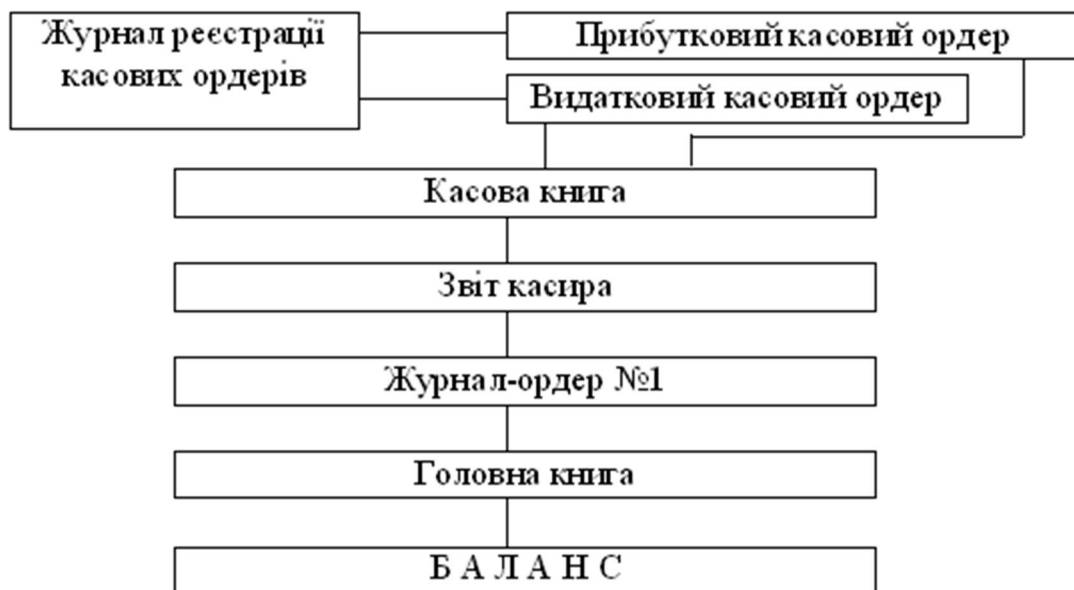 Журнал реєстрації
касових ордерів
Прибутковий касовий ордер
Видатковий касовий ордер
Касова книга
Звіт касира
Журнал-ордер №1
Головна книга
Б А Л А Н С